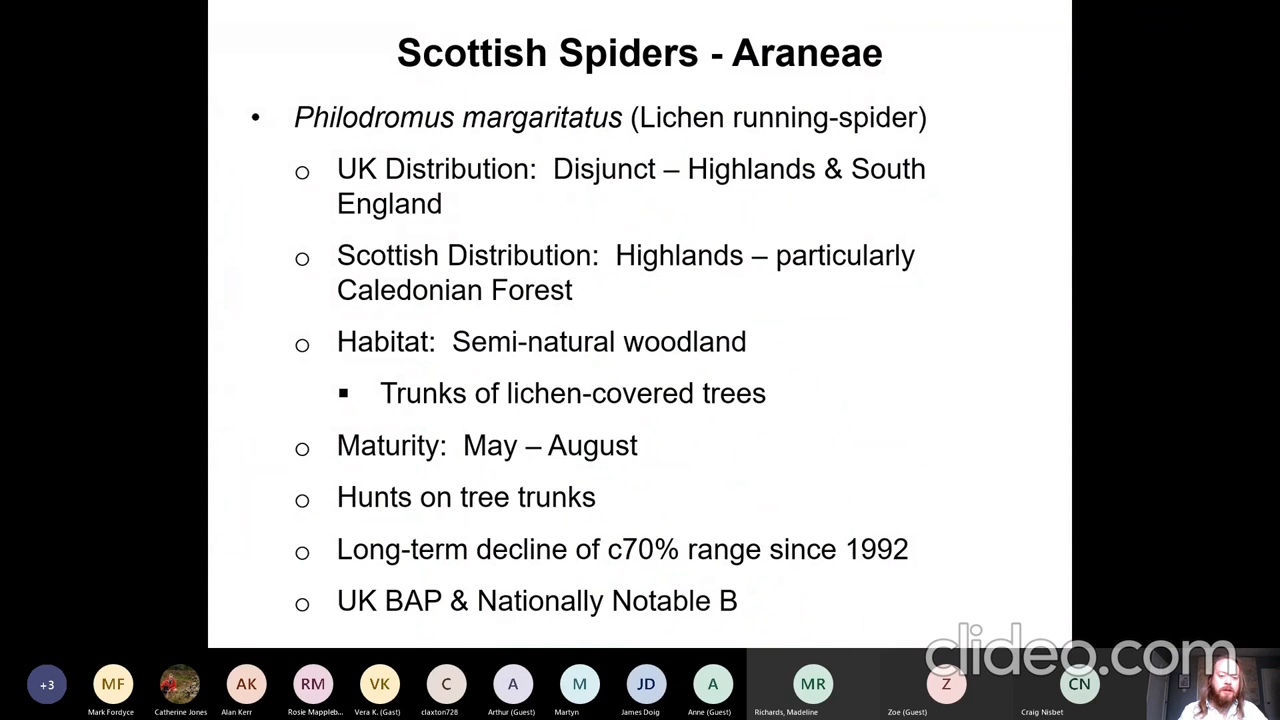 Scottish Spiders - Araneae
• Philodromus margaritatus (Lichen running-spider)
o UK Distribution: Disjunct – Highlands & South
England
o Scottish Distribution: Highlands – particularly
Caledonian Forest
o Habitat: Semi-natural woodland
▪ Trunks of lichen-covered trees
o Maturity: May – August
o Hunts on tree trunks
o Long-term decline of c70% range since 1992
o UK BAP & Nationally Notable B
clideo.com
+3 MF AK RM VK C A M JD A MR Z CN
Mark Fordyce Catherine Jones Alan Kerr Rosie Mappleb... Vera K. (Gast) claxton728 Arthur (Guest) Martyn James Doig Anne (Guest) Richards, Madeline Zoe (Guest) Craig Nisbet